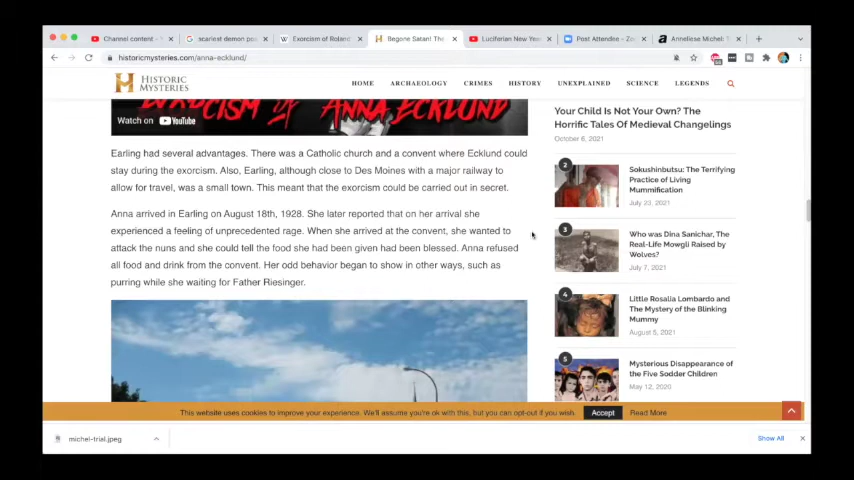 Channel content -
scariest demon pos
Exorcism of Roland
Begone Satan! The
Luciferian New Year
Post Attendee - Zoo
Anneliese Michel: T
historicmysteries.com/anna-ecklund/
HISTORIC
MYSTERIES
HOME ARCHAEOLOGY CRIMES HISTORY UNEXPLAINED SCIENCE LEGENDS
EXORCISM of ANNA ECKLUND
Watch on YouTube
Earling had several advantages. There was a Catholic church and a convent where Ecklund could
stay during the exorcism. Also, Earling, although close to Des Moines with a major railway to
allow for travel, was a small town. This meant that the exorcism could be carried out in secret.
Anna arrived in Earling on August 18th, 1928. She later reported that on her arrival she
experienced a feeling of unprecedented rage. When she arrived at the convent, she wanted to
attack the nuns and she could tell the food she had been given had been blessed. Anna refused
all food and drink from the convent. Her odd behavior began to show in other ways, such as
purring while she waiting for Father Riesinger.
Your Child Is Not Your Own? The
Horrific Tales Of Medieval Changelings
October 6, 2021
2
Sokushinbutsu: The Terrifying
Practice of Living
Mummification
July 23, 2021
3
Who was Dina Sanichar, The
Real-Life Mowgli Raised by
Wolves?
July 7, 2021
4
Little Rosalia Lombardo and
The Mystery of the Blinking
Mummy
August 5, 2021
5
Mysterious Disappearance of
the Five Sodder Children
May 12, 2020
This website uses cookies to improve your experience. We'll assume you're ok with this, but you can opt-out if you wish. Accept Read More
michel-trial.jpeg
Show All